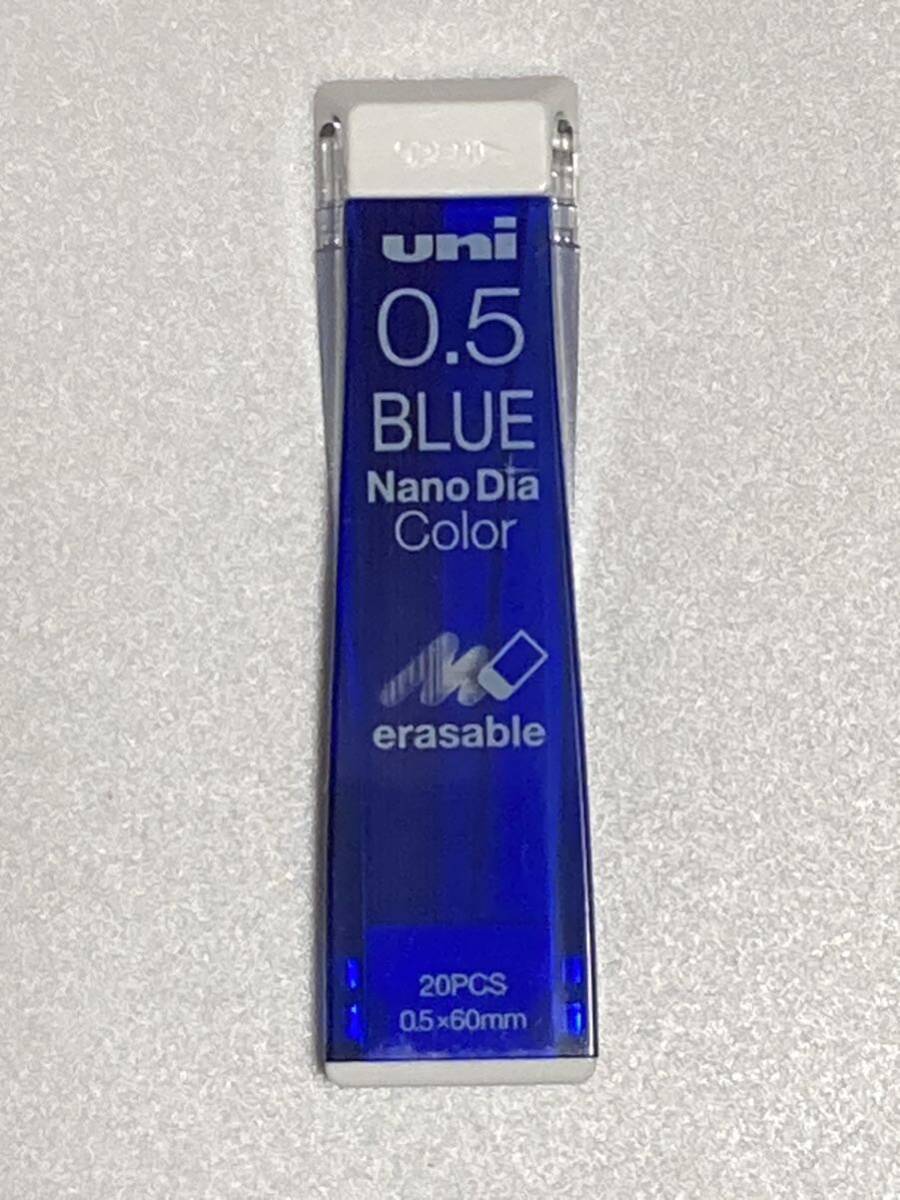 uni
0.5
BLUE
Nano Dia
Color
erasable
20PCS
0.5×60mm